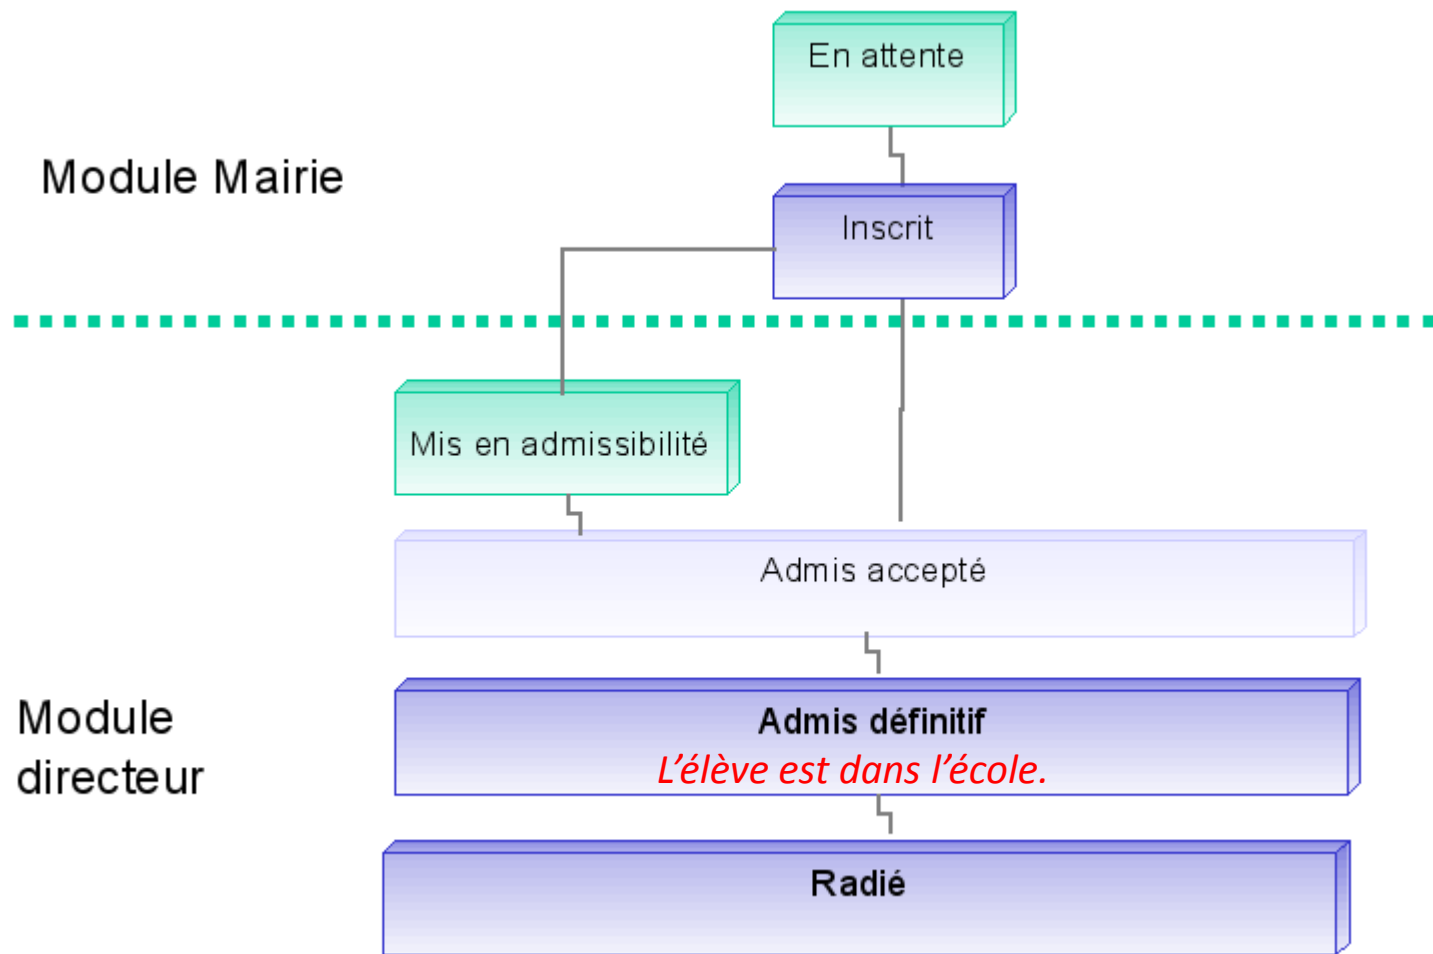 En attente
Module Mairie
Inscrit
Mis en admissibilité
Admis accepté
Module
directeur
Admis définitif
L’élève est dans l’école.
Radié